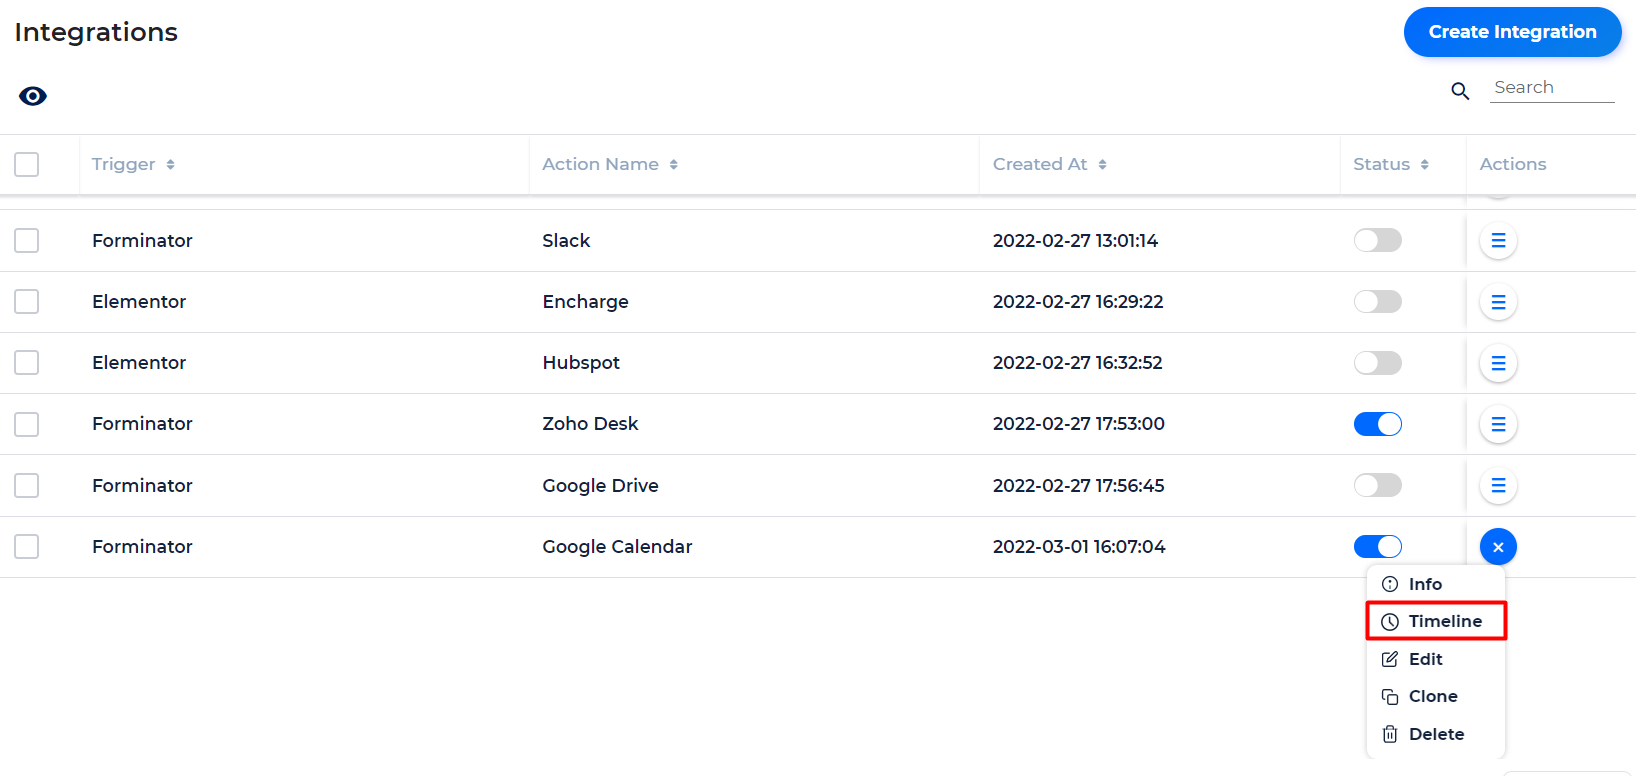 Integrations
Create Integration
Search
Trigger Action Name Created At Status Actions
Forminator Slack 2022-02-27 13:01:14
Elementor Encharge 2022-02-27 16:29:22
Elementor Hubspot 2022-02-27 16:32:52
Forminator Zoho Desk 2022-02-27 17:53:00
Forminator Google Drive 2022-02-27 17:56:45
Forminator Google Calendar 2022-03-01 16:07:04
Info
Timeline
Edit
Clone
Delete